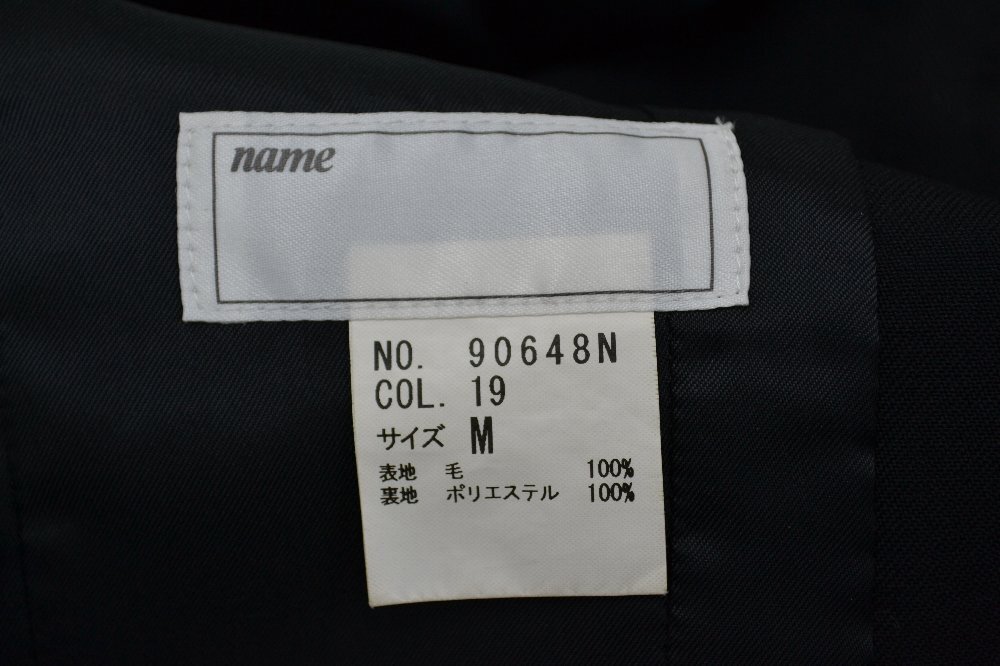 name
NO. 90648N
COL. 19
サイズ M
表地 毛 100%
裏地 ポリエステル 100%